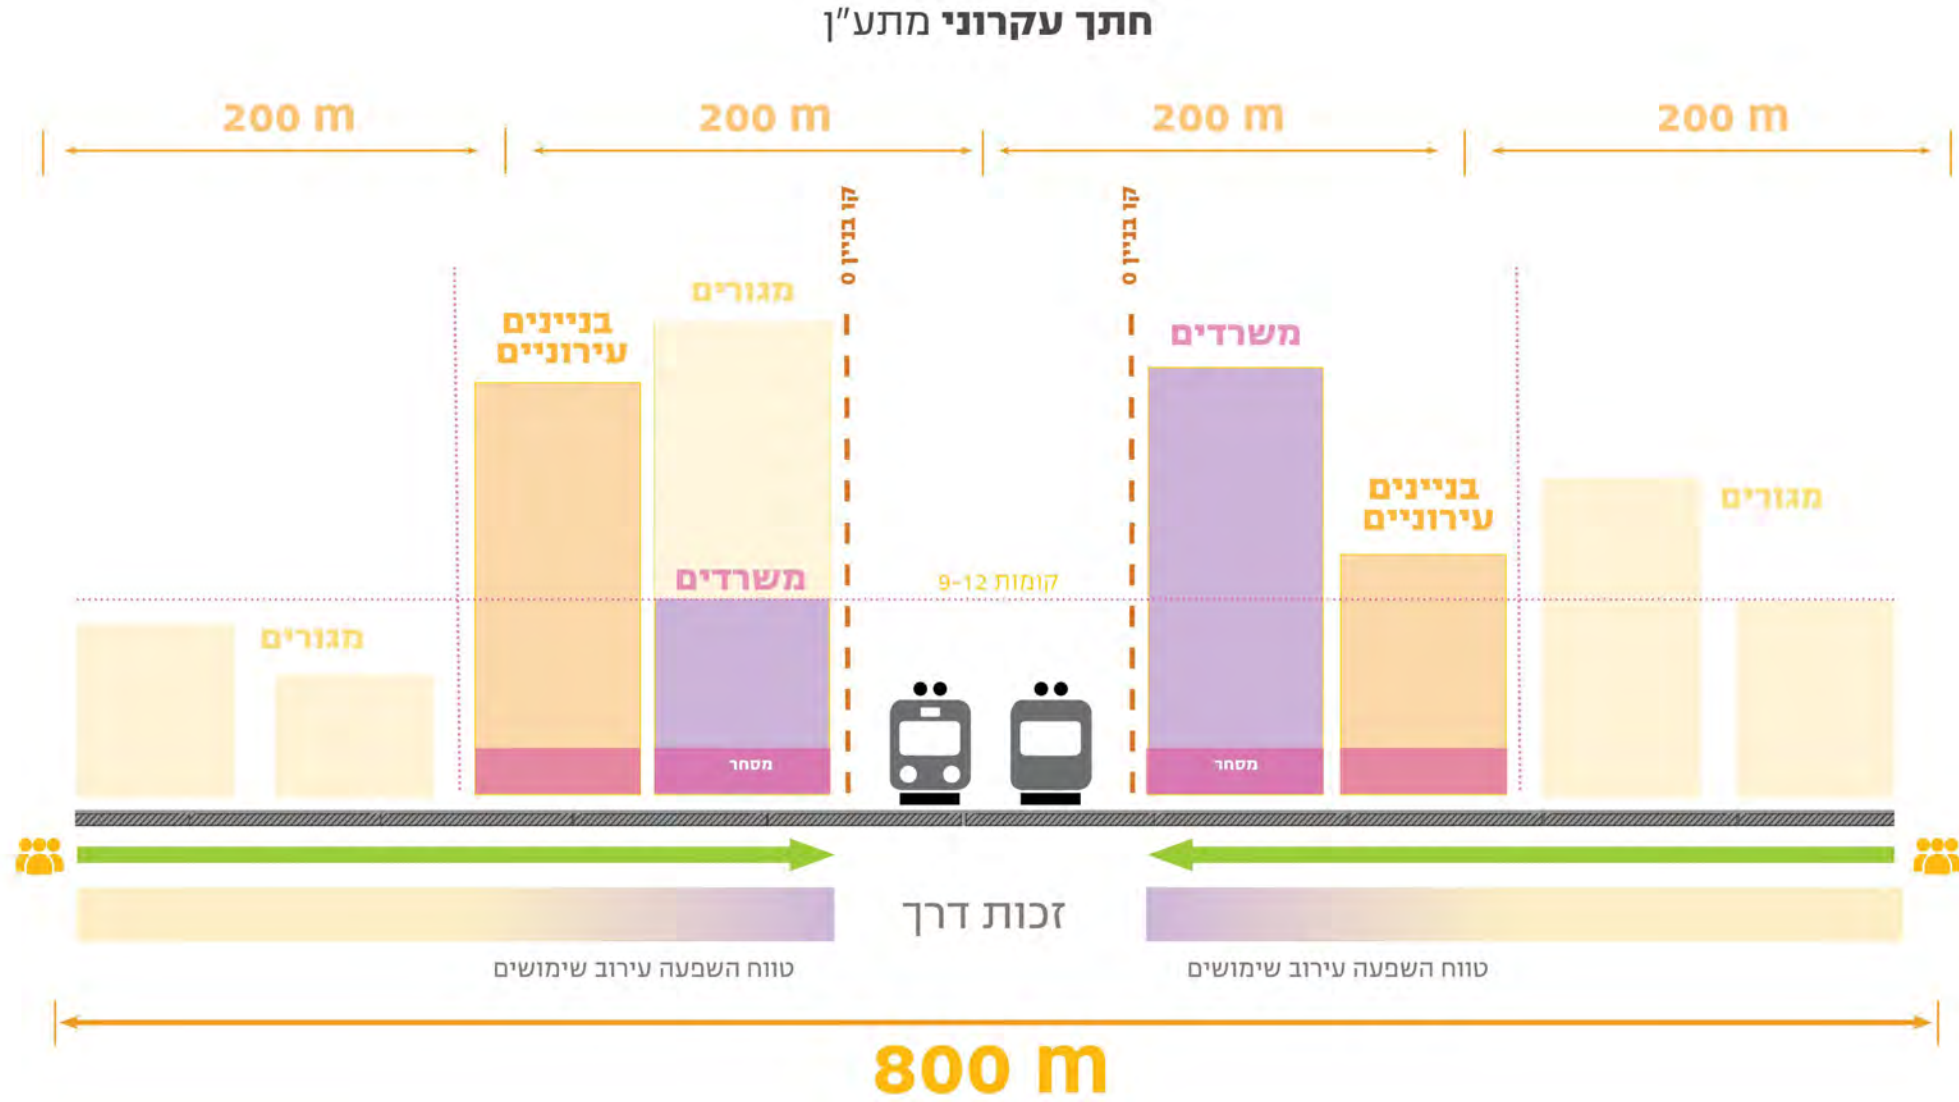 חתך עקרוני מתע"ן
200 m
200 m
200 m
200 m
קו בניין 0
קו בניין 0
מגורים
בניינים
עירוניים
משרדים
בניינים
עירוניים
מגורים
משרדים
קומות 9-12
מגורים
מסחר
מסחר
זכות דרך
טווח השפעה עירוב שימושים
טווח השפעה עירוב שימושים
800 m